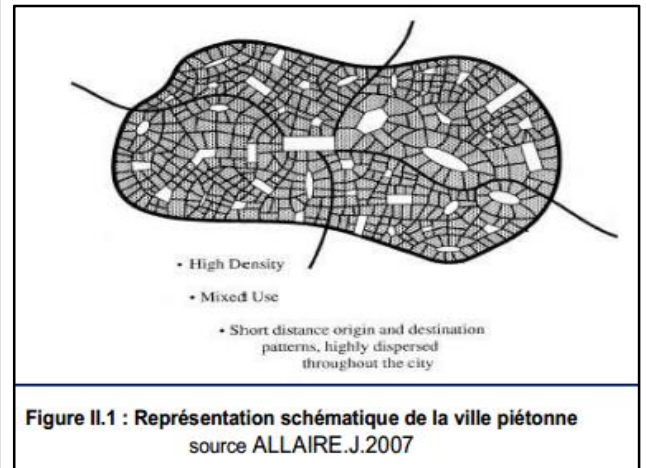 • High Density
• Mixed Use
• Short distance origin and destination
patterns, highly dispersed
throughout the city
Figure II.1 : Représentation schématique de la ville piétonne
source ALLAIRE.J.2007